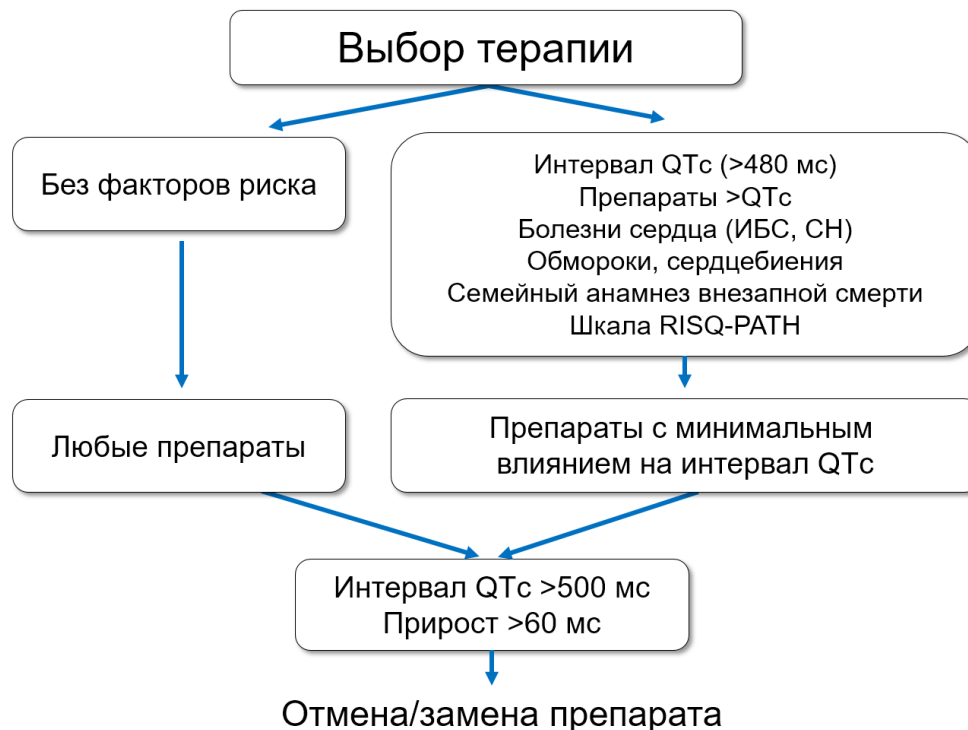 Выбор терапии
Без факторов риска
Интервал QTc (>480 мс)
Препараты >QTc
Болезни сердца (ИБС, СН)
Обмороки, сердцебиения
Семейный анамнез внезапной смерти
Шкала RISQ-PATH
Любые препараты
Препараты с минимальным
влиянием на интервал QTc
Интервал QTc >500 мс
Прирост >60 мс
Отмена/замена препарата